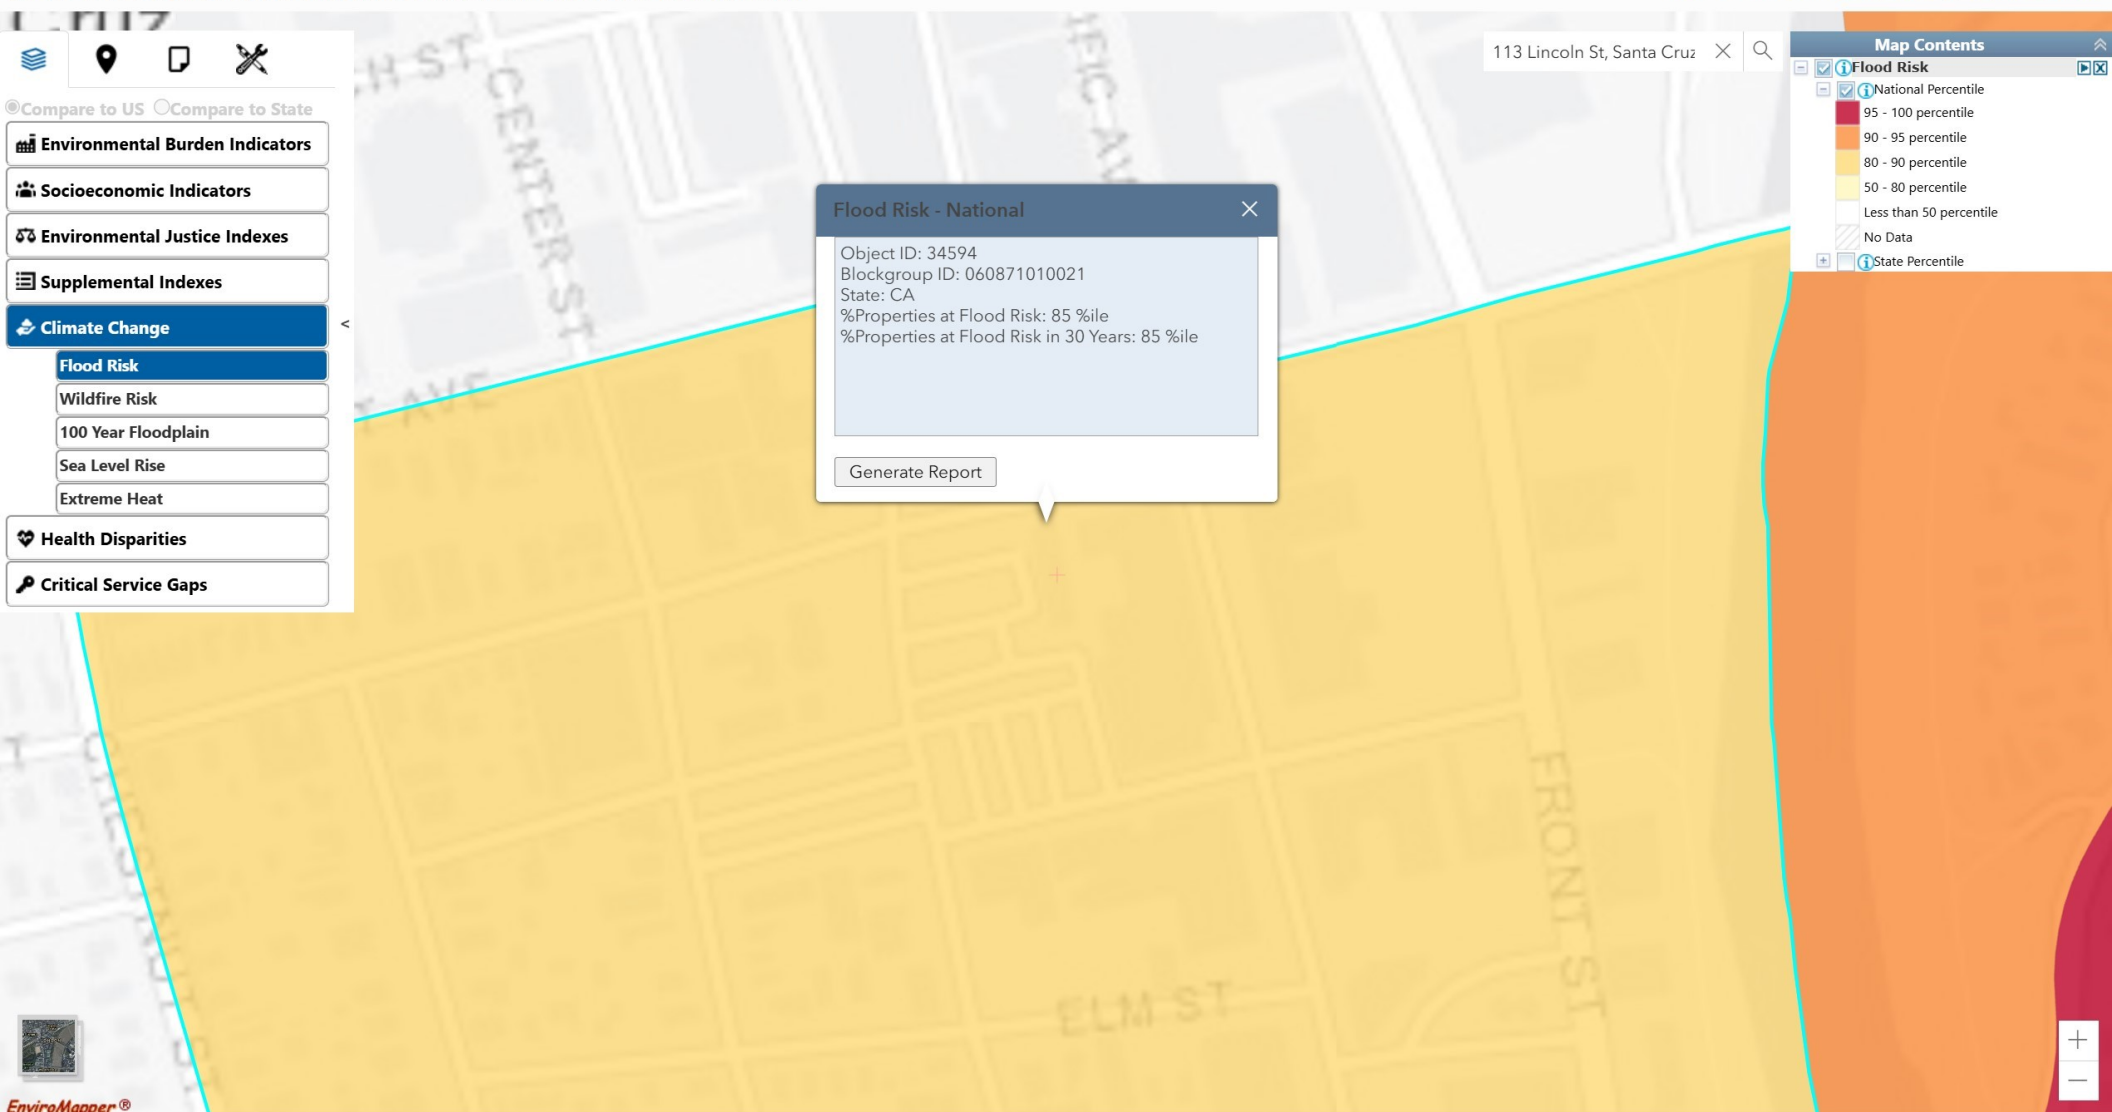 Cruz
Compare to US Compare to State
Environmental Burden Indicators
Socioeconomic Indicators
Environmental Justice Indexes
Supplemental Indexes
Climate Change
<
Flood Risk
Wildfire Risk
100 Year Floodplain
Sea Level Rise
Extreme Heat
Health Disparities
Critical Service Gaps
H ST
CENTER ST
T AVE
Flood Risk - National
Object ID: 34594
Blockgroup ID: 060871010021
State: CA
%Properties at Flood Risk: 85 %ile
%Properties at Flood Risk in 30 Years: 85 %ile
Generate Report
113 Lincoln St, Santa Cruz
Map Contents
Flood Risk
National Percentile
95 - 100 percentile
90 - 95 percentile
80 - 90 percentile
50 - 80 percentile
Less than 50 percentile
No Data
State Percentile
FRONT ST
ELM ST
EnviroMapper ®